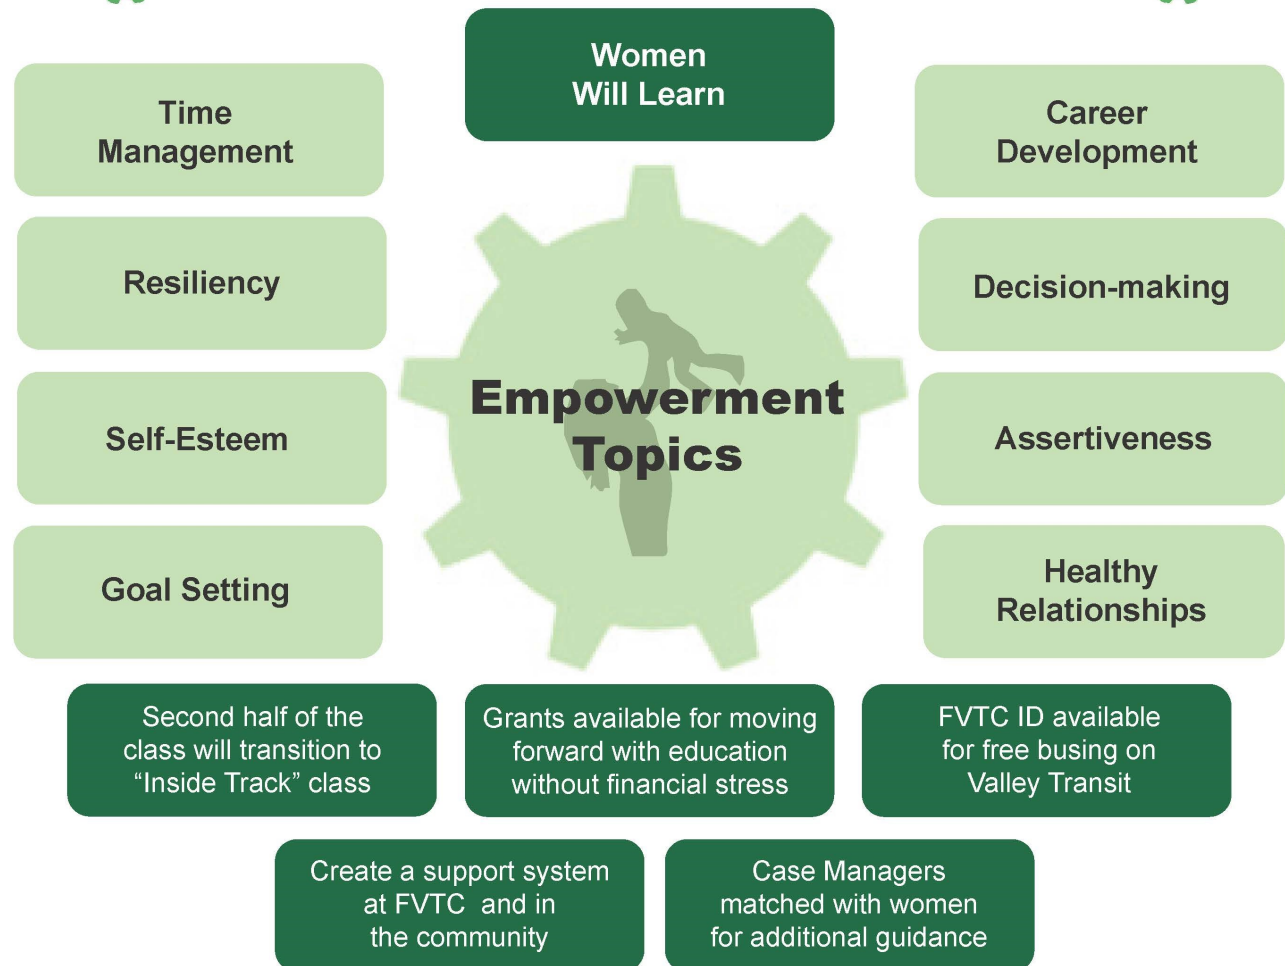 Women
Will Learn
Time
Management
Resiliency
Self-Esteem
Goal Setting
Empowerment
Topics
Career
Development
Decision-making
Assertiveness
Healthy
Relationships
Second half of the
class will transition to
“Inside Track” class
Grants available for moving
forward with education
without financial stress
FVTC ID available
for free busing on
Valley Transit
Create a support system
at FVTC  and in
the community
Case Managers
matched with women
for additional guidance